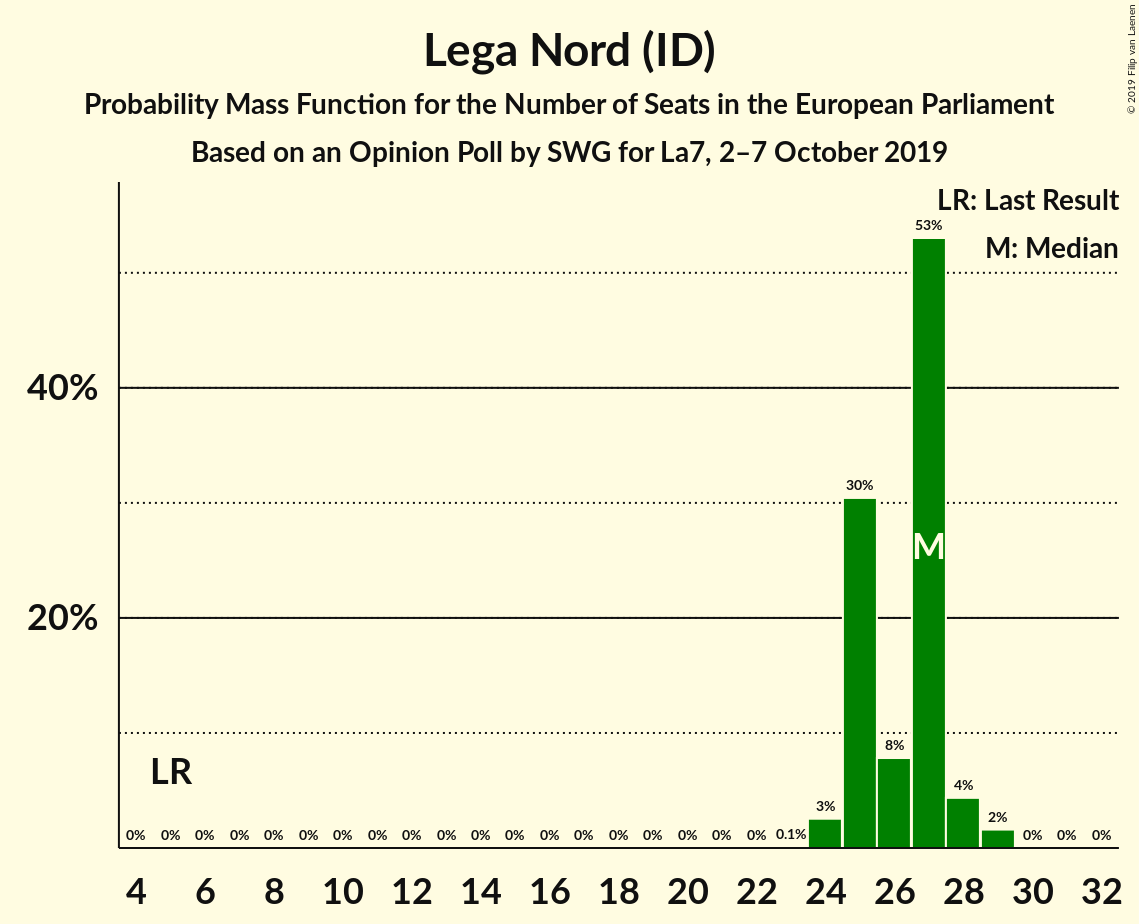 Lega Nord (ID)
Probability Mass Function for the Number of Seats in the European Parliament
Based on an Opinion Poll by SWG for La7, 2–7 October 2019
© 2019 Filip van Laenen
LR: Last Result
M: Median
53%
40%
30%
M
20%
LR
8%
4%
3%
2%
0% 0% 0% 0% 0% 0% 0% 0% 0% 0% 0% 0% 0% 0% 0% 0% 0% 0% 0% 0.1% 0% 0% 0%
4 6 8 10 12 14 16 18 20 22 24 26 28 30 32